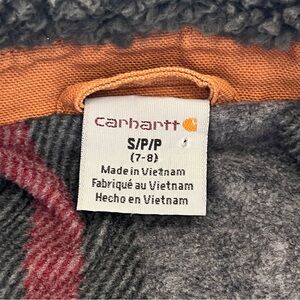 carhartt
S/P/P
(7-8)
Made in Vietnam
Fabriqué au Vietnam
Hecho en Vietnam